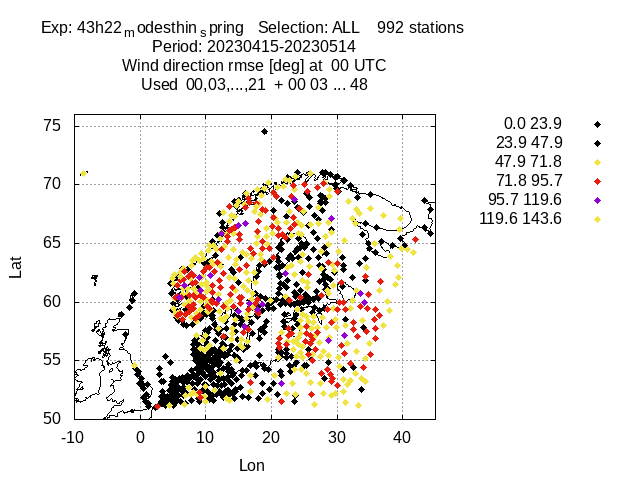 Exp: 43h22modesthinspring Selection: ALL 992 stations
Period: 20230415-20230514
Wind direction rmse [deg] at 00 UTC
Used 00,03,...,21 + 00 03 ... 48
0.0 23.9
23.9 47.9
47.9 71.8
71.8 95.7
95.7 119.6
119.6 143.6
75
70
65
60
55
50
Lat
-10 0 10 20 30 40
Lon